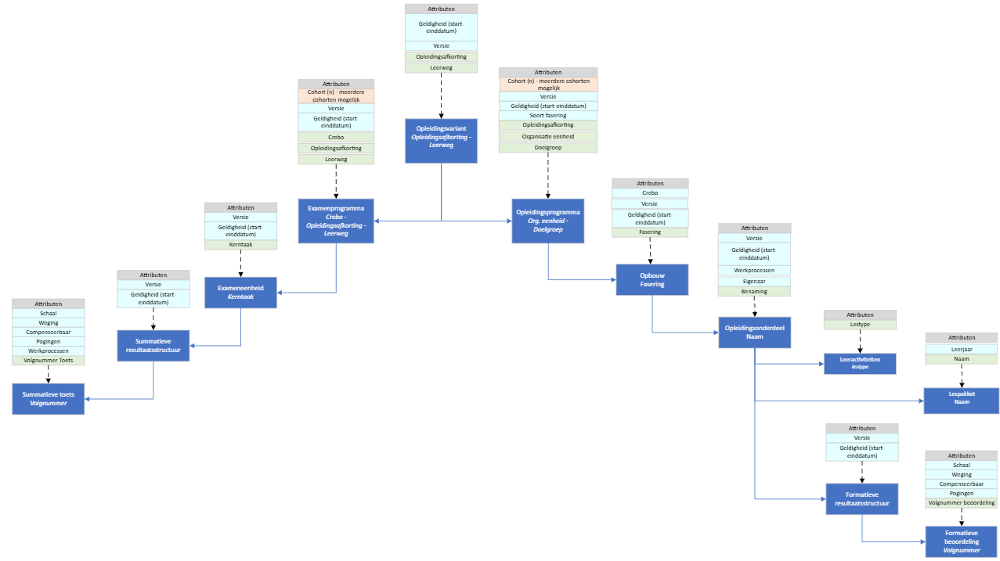 Attributen
Geldigheid (start-
einddatum)
Versie
Opleidingsafkorting
Leerweg
Opleidingsvariant
Opleidingsafkorting -
Leerweg
Attributen
Cohort (n) - meerdere
cohorten mogelijk
Versie
Geldigheid (start-
einddatum)
Crebo
Opleidingsafkorting
Leerweg
Examenprogramma
Crebo -
Opleidingsafkorting -
Leerweg
Attributen
Cohort (n) - meerdere cohorten
mogelijk
Versie
Geldigheid (start-einddatum)
Soort fasering
Opleidingsafkorting
Organisatie eenheid
Doelgroep
Opleidingsprogramma
Org. eenheid -
Doelgroep
Attributen
Versie
Geldigheid (start-
einddatum)
Kerntaak
Exameneenheid
Kerntaak
Attributen
Versie
Geldigheid (start-
einddatum)
Summatieve
resultaatsstructuur
Attributen
Schaal
Weging
Compenseerbaar
Pogingen
Werkprocessen
Volgnummer Toets
Summatieve toets
Volgnummer
Attributen
Crebo
Versie
Geldigheid (start-
einddatum)
Fasering
Opbouw
Fasering
Attributen
Versie
Geldigheid (start-
einddatum)
Werkprocessen
Eigenaar
Benaming
Opleidingsonderdeel
Naam
Attributen
Lestype
Leeractiviteiten
lestype
Attributen
Leerjaar
Naam
Lespakket
Naam
Attributen
Versie
Geldigheid (start-
einddatum)
Formatieve
resultaatsstructuur
Attributen
Schaal
Weging
Compenseerbaar
Pogingen
Volgnummer beoordeling
Formatieve
beoordeling
Volgnummer